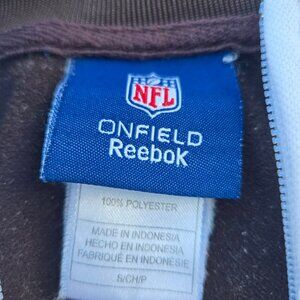 NFL
ONFIELD
Reebok
100% POLYESTER
MADE IN INDONESIA
HECHO EN INDONESIA
FABRIQUÉ EN INDONÉSIE
S/CH/P